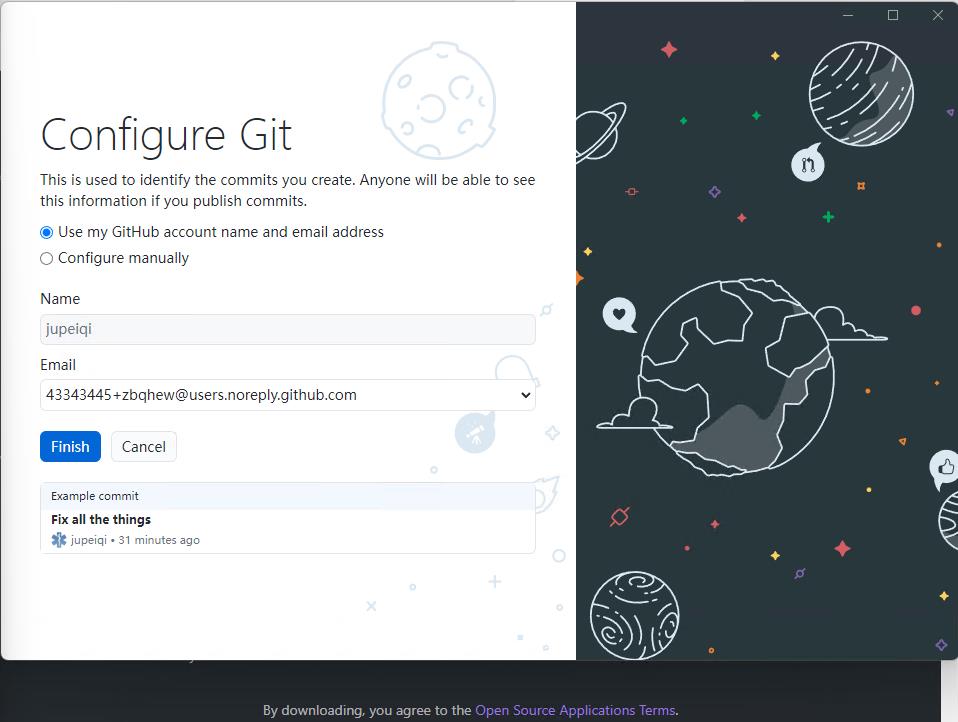 Configure Git
This is used to identify the commits you create. Anyone will be able to see
this information if you publish commits.
Use my GitHub account name and email address
Configure manually
Name
jupeiqi
Email
43343445+zbqhew@users.noreply.github.com
Finish Cancel
Example commit
Fix all the things
jupeiqi • 31 minutes ago
By downloading, you agree to the Open Source Applications Terms.